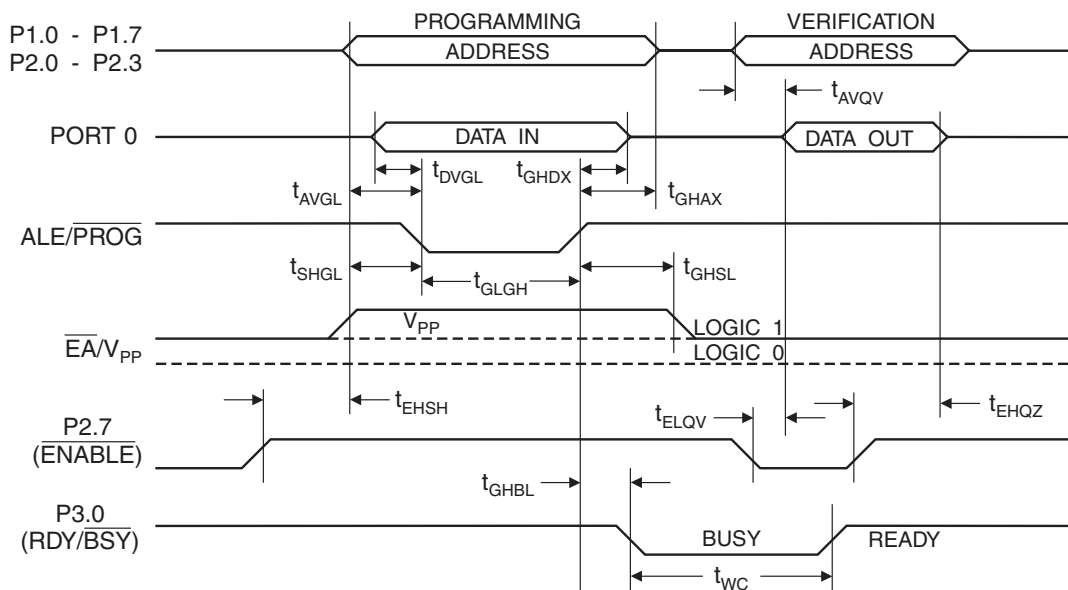 P1.0 - P1.7
P2.0 - P2.3
PROGRAMMING
ADDRESS
VERIFICATION
ADDRESS
tAVQV
PORT 0
DATA IN
DATA OUT
tDVGL
tGHDX
tAVGL
tGHAX
ALE/PROG
tSHGL
tGLGH
tGHSL
EA/VPP
VPP
LOGIC 1
LOGIC 0
tEHSH
tELQV
tEHQZ
P2.7
(ENABLE)
tGHBL
P3.0
(RDY/BSY)
BUSY
READY
tWC